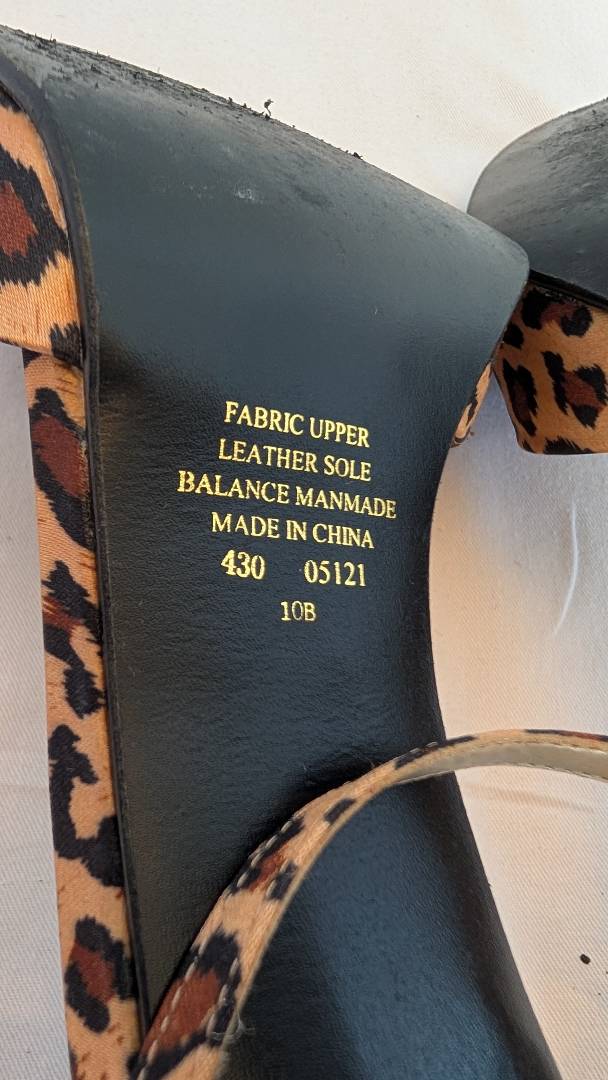 FABRIC UPPER
LEATHER SOLE
BALANCE MANMADE
MADE IN CHINA
430 05121
10B